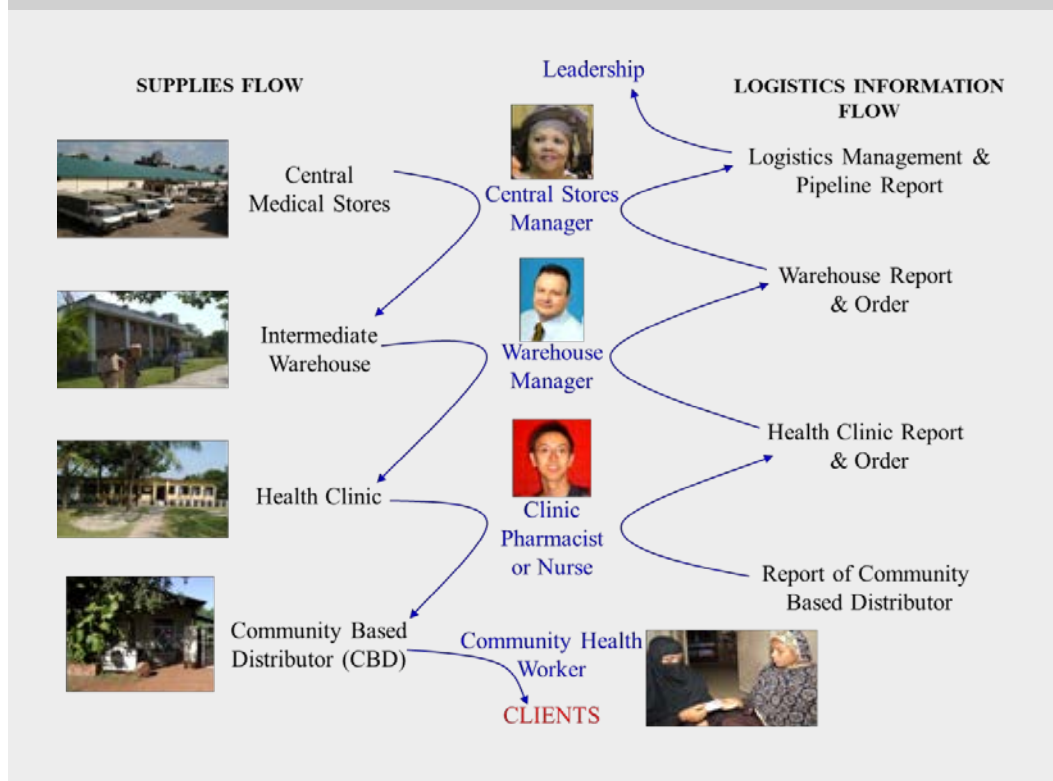 SUPPLIES FLOW
Leadership
LOGISTICS INFORMATION
FLOW
Central
Medical Stores
Central Stores
Manager
Logistics Management &
Pipeline Report
Intermediate
Warehouse
Warehouse
Manager
Warehouse Report
& Order
Health Clinic
Clinic
Pharmacist
or Nurse
Health Clinic Report
& Order
Community Based
Distributor (CBD)
Community Health
Worker
CLIENTS
Report of Community
Based Distributor